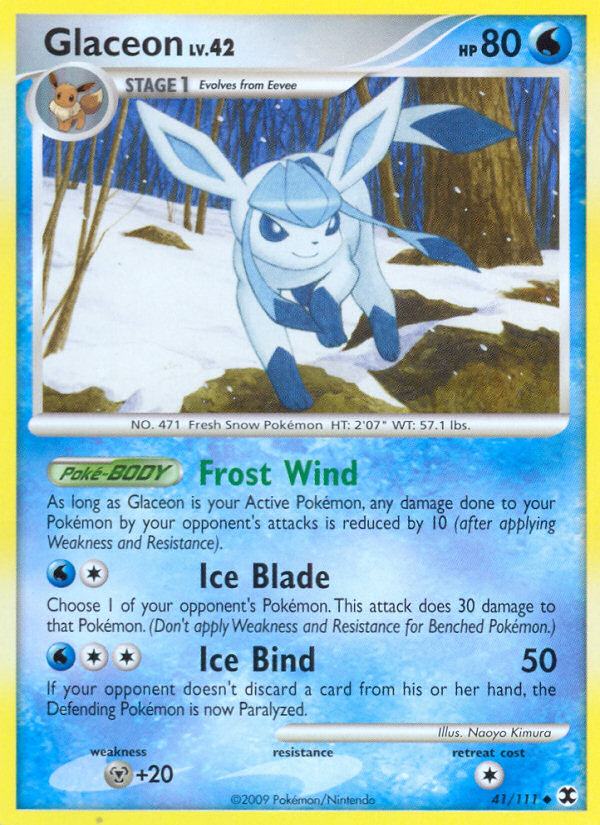 Glaceon LV.42 HP 80
STAGE 1 Evolves from Eevee
NO. 471 Fresh Snow Pokémon HT: 2'07" WT: 57.1 lbs.
Poké-BODY Frost Wind
As long as Glaceon is your Active Pokémon, any damage done to your
Pokémon by your opponent's attacks is reduced by 10 (after applying
Weakness and Resistance).
Ice Blade
Choose 1 of your opponent's Pokémon. This attack does 30 damage to
that Pokémon. (Don't apply Weakness and Resistance for Benched Pokémon.)
Ice Bind 50
If your opponent doesn't discard a card from his or her hand, the
Defending Pokémon is now Paralyzed.
Illus. Naoyo Kimura
weakness resistance retreat cost
+20
©2009 Pokémon/Nintendo 41/111